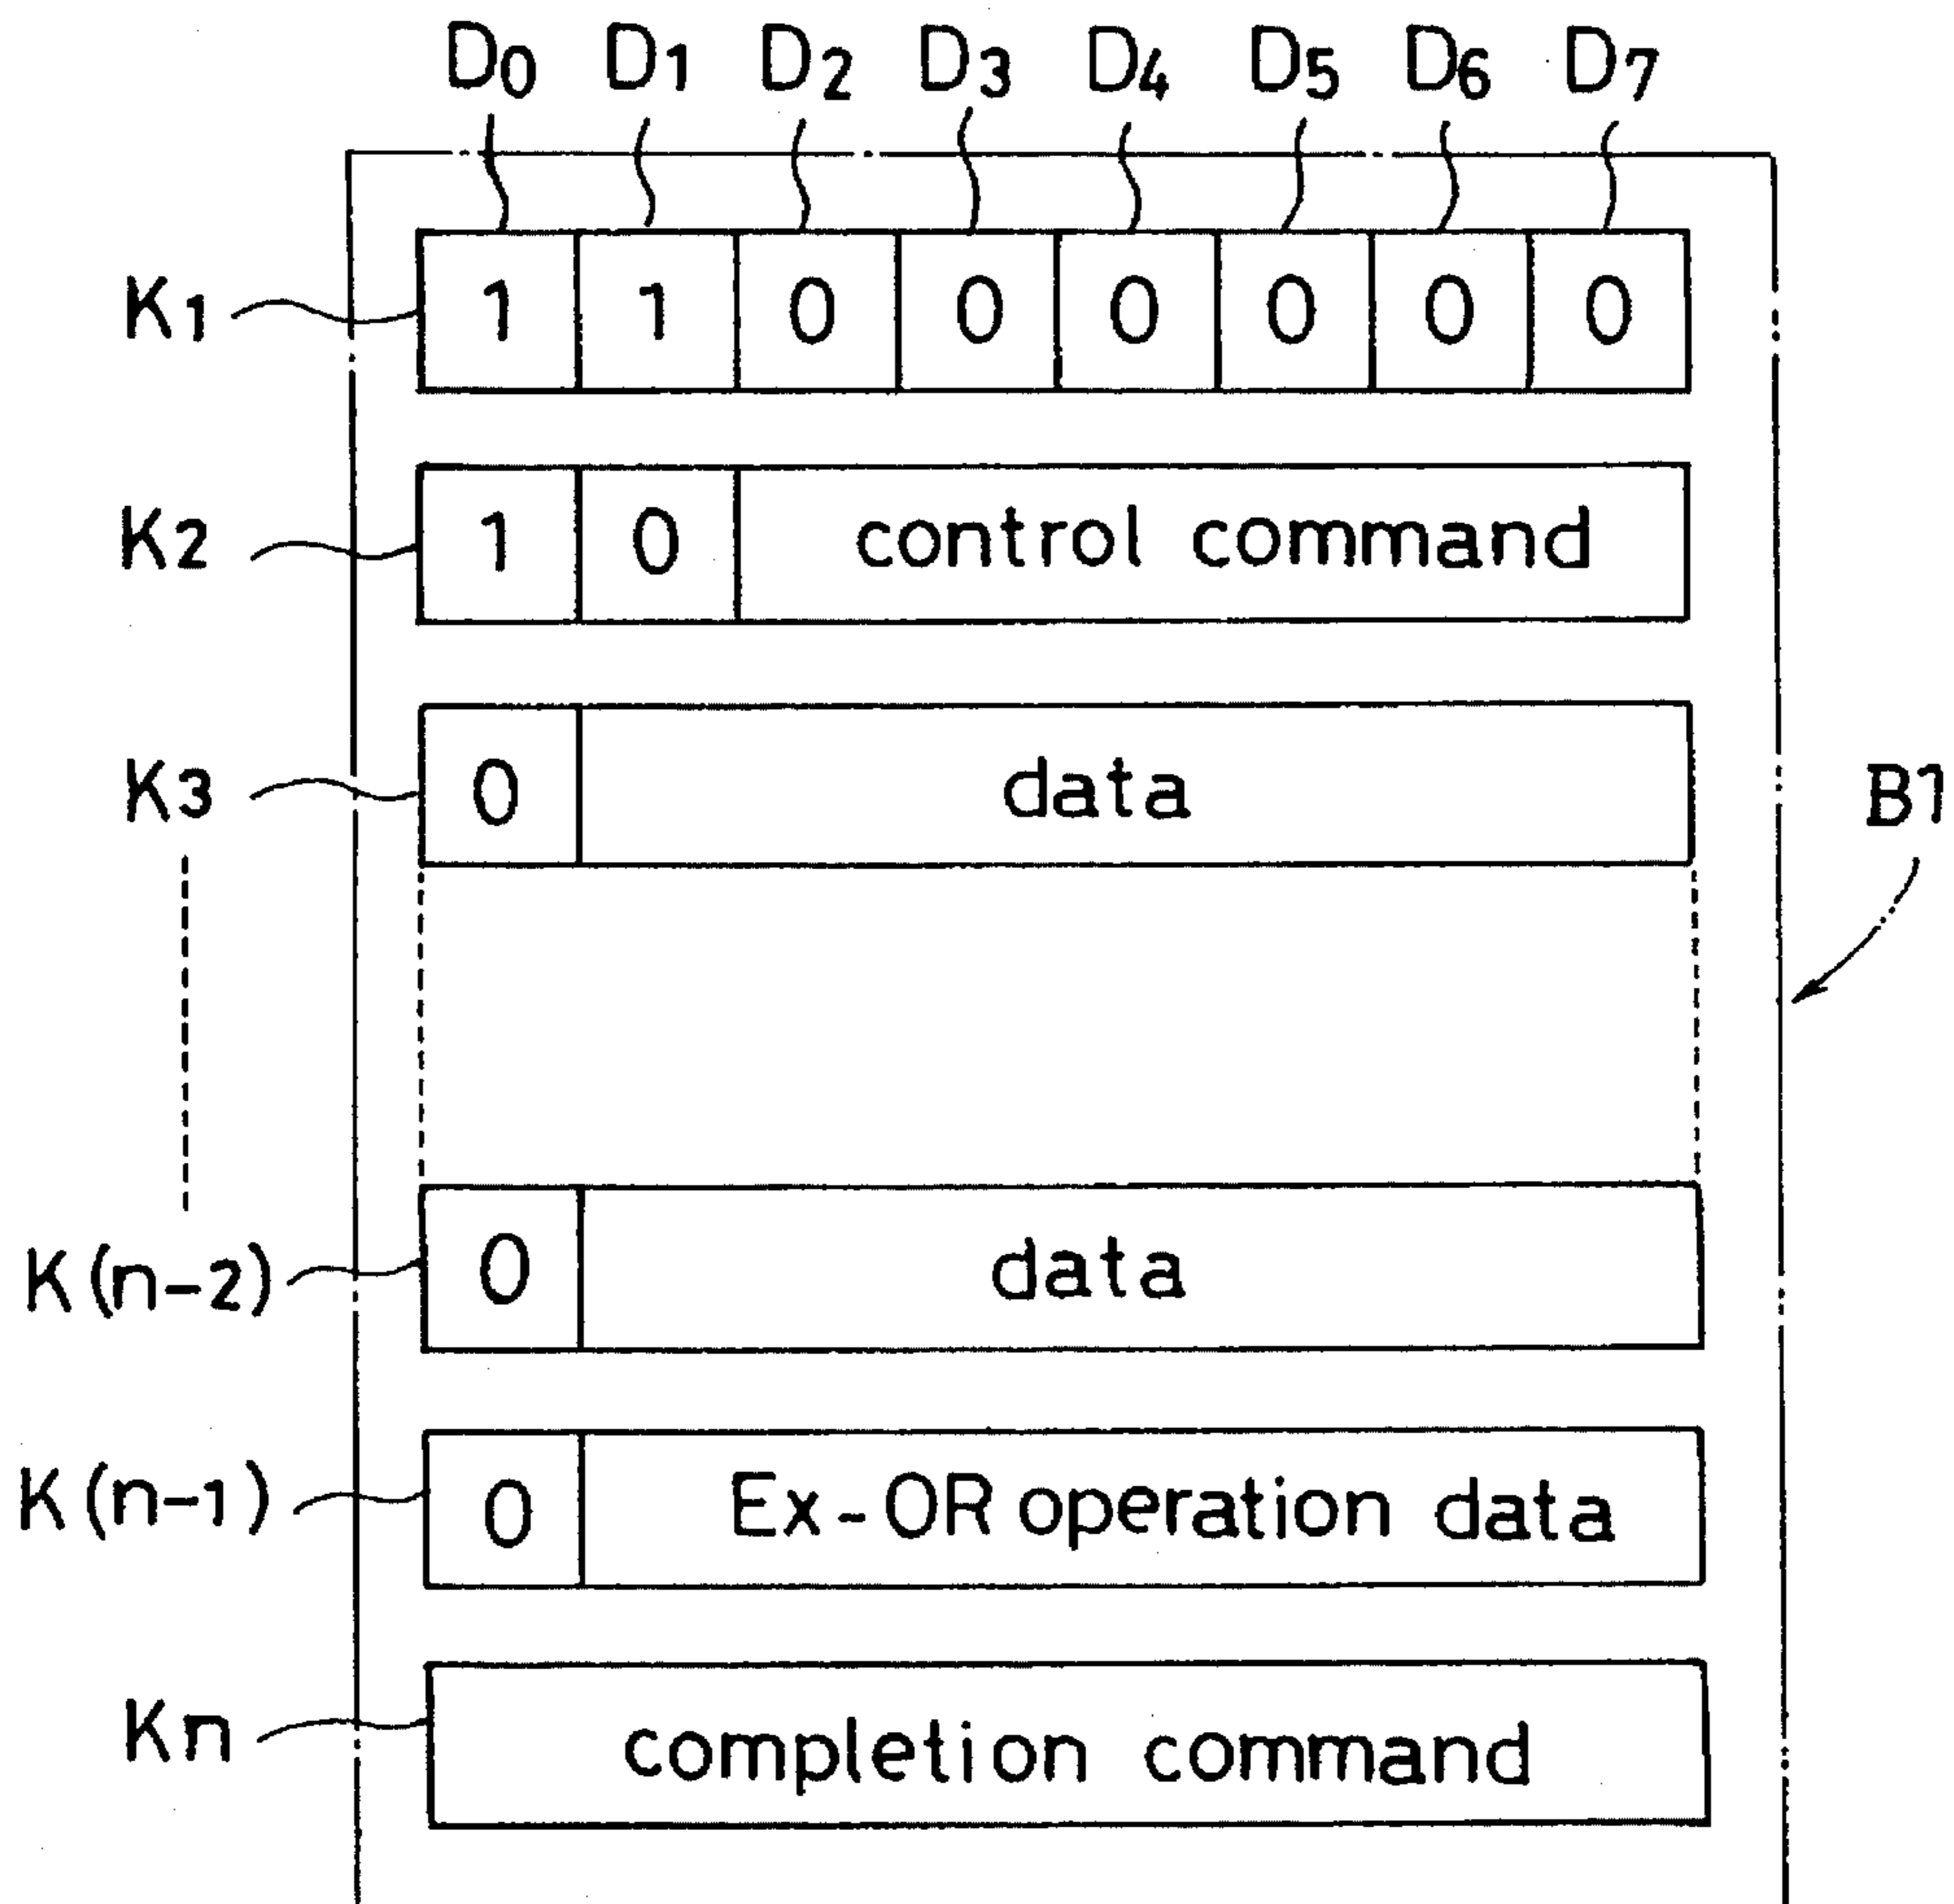 D0 D1 D2 D3 D4 D5 D6 D7
K1 1 1 0 0 0 0 0 0
K2 1 0 control command
K3 0 data
B1
K(n-2) 0 data
K(n-1) 0 Ex-OR operation data
Kn completion command